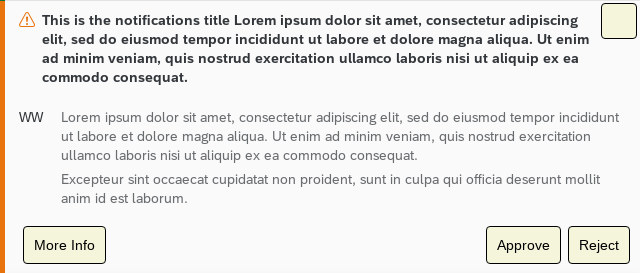 This is the notifications title Lorem ipsum dolor sit amet, consectetur adipiscing
elit, sed do eiusmod tempor incididunt ut labore et dolore magna aliqua. Ut enim
ad minim veniam, quis nostrud exercitation ullamco laboris nisi ut aliquip ex ea
commodo consequat.
WW
Lorem ipsum dolor sit amet, consectetur adipiscing elit, sed do eiusmod tempor incididunt
ut labore et dolore magna aliqua. Ut enim ad minim veniam, quis nostrud exercitation
ullamco laboris nisi ut aliquip ex ea commodo consequat.
Excepteur sint occaecat cupidatat non proident, sunt in culpa qui officia deserunt mollit
anim id est laborum.
More Info
Approve
Reject